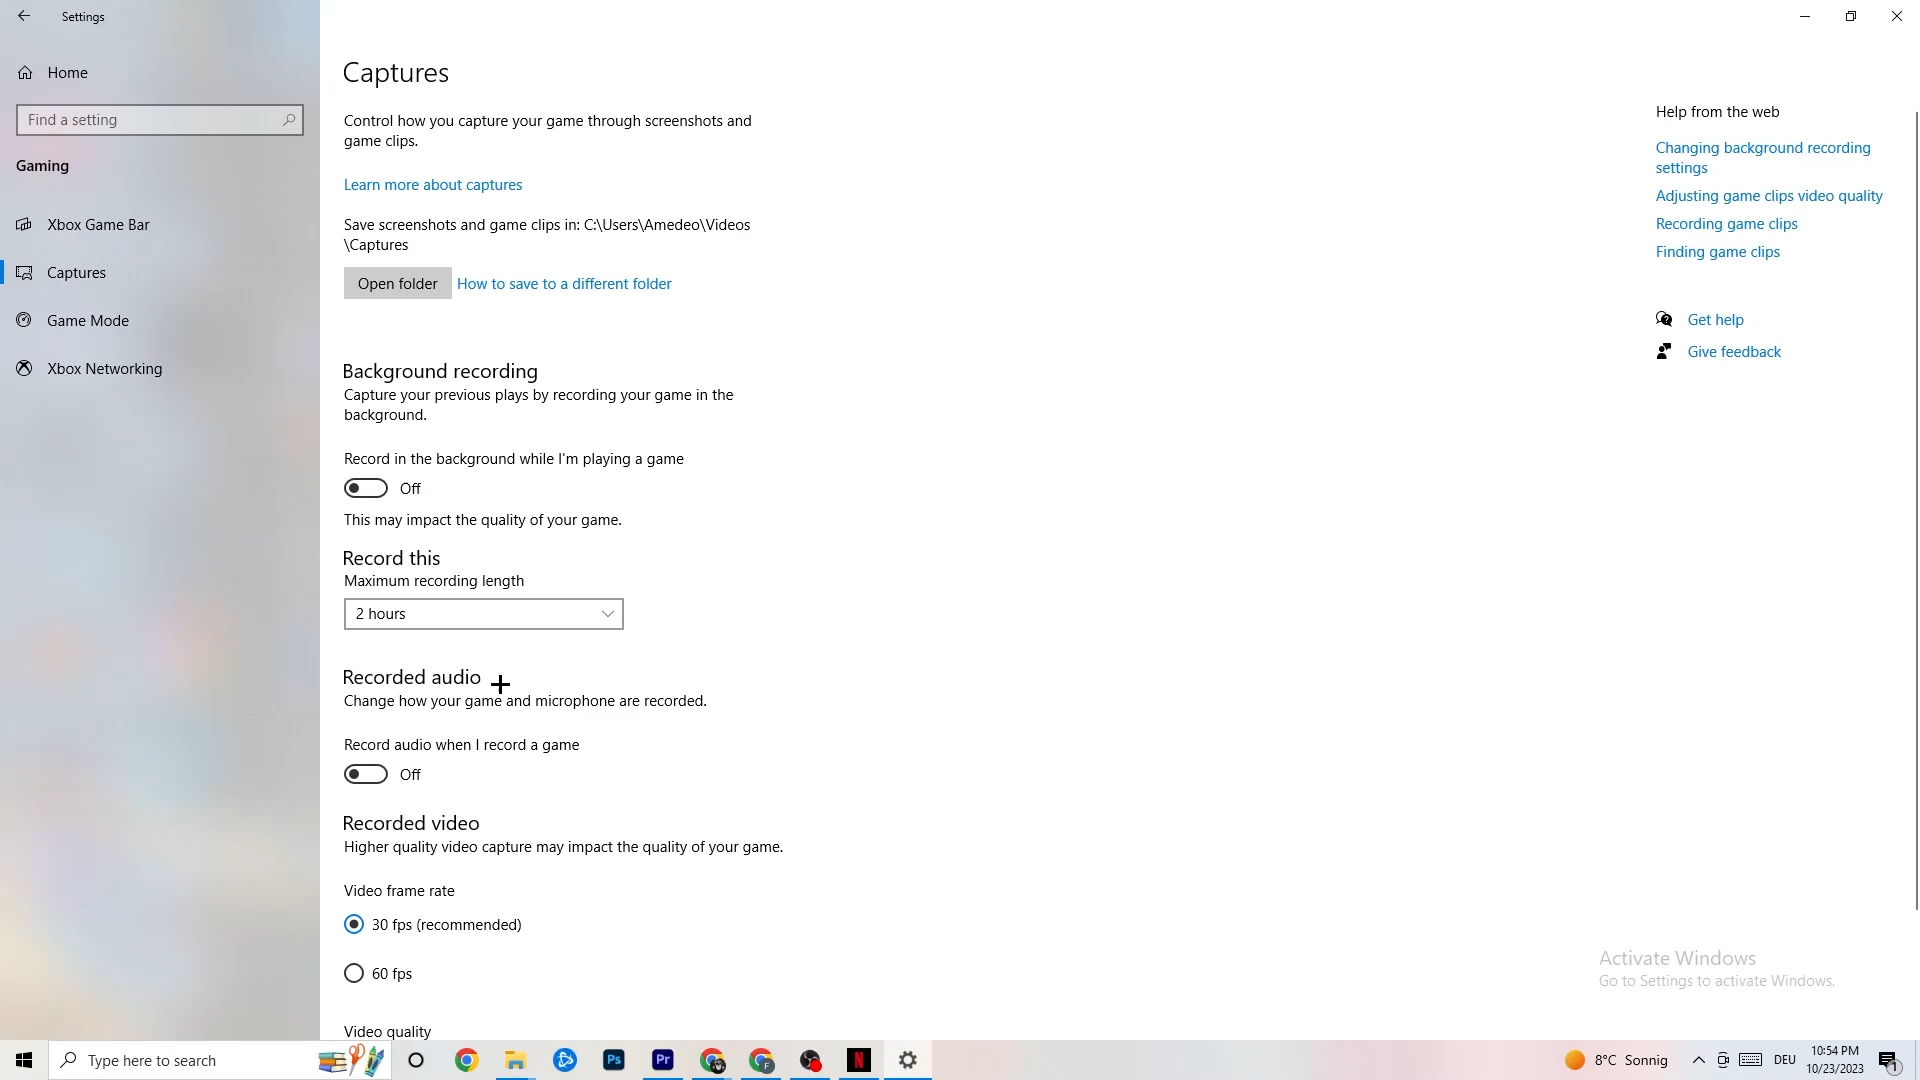 Settings
Home
Find a setting
Gaming
Xbox Game Bar
Captures
Game Mode
Xbox Networking
Captures
Control how you capture your game through screenshots and
game clips.
Learn more about captures
Save screenshots and game clips in: C:\Users\Amedeo\Videos
\Captures
Open folder
How to save to a different folder
Background recording
Capture your previous plays by recording your game in the
background.
Record in the background while I'm playing a game
Off
This may impact the quality of your game.
Record this
Maximum recording length
2 hours
Recorded audio
Change how your game and microphone are recorded.
Record audio when I record a game
Off
Recorded video
Higher quality video capture may impact the quality of your game.
Video frame rate
30 fps (recommended)
60 fps
Video quality
Help from the web
Changing background recording
settings
Adjusting game clips video quality
Recording game clips
Finding game clips
Get help
Give feedback
Activate Windows
Go to Settings to activate Windows.
Type here to search
Ps
Pr
F
N
8°C Sonnig
DEU
10:54 PM
10/23/2023
1